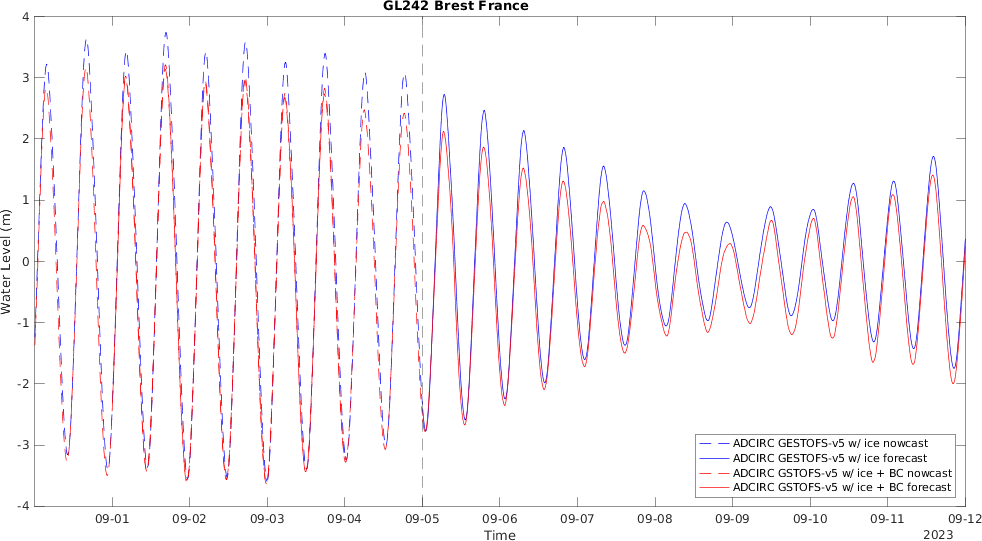 GL242 Brest France
4
3
2
1
0
-1
-2
-3
-4
Water Level (m)
ADCIRC GESTOFS-v5 w/ ice nowcast
ADCIRC GESTOFS-v5 w/ ice forecast
ADCIRC GSTOFS-v5 w/ ice + BC nowcast
ADCIRC GSTOFS-v5 w/ ice + BC forecast
09-01 09-02 09-03 09-04 09-05 09-06 09-07 09-08 09-09 09-10 09-11 09-12
Time
2023